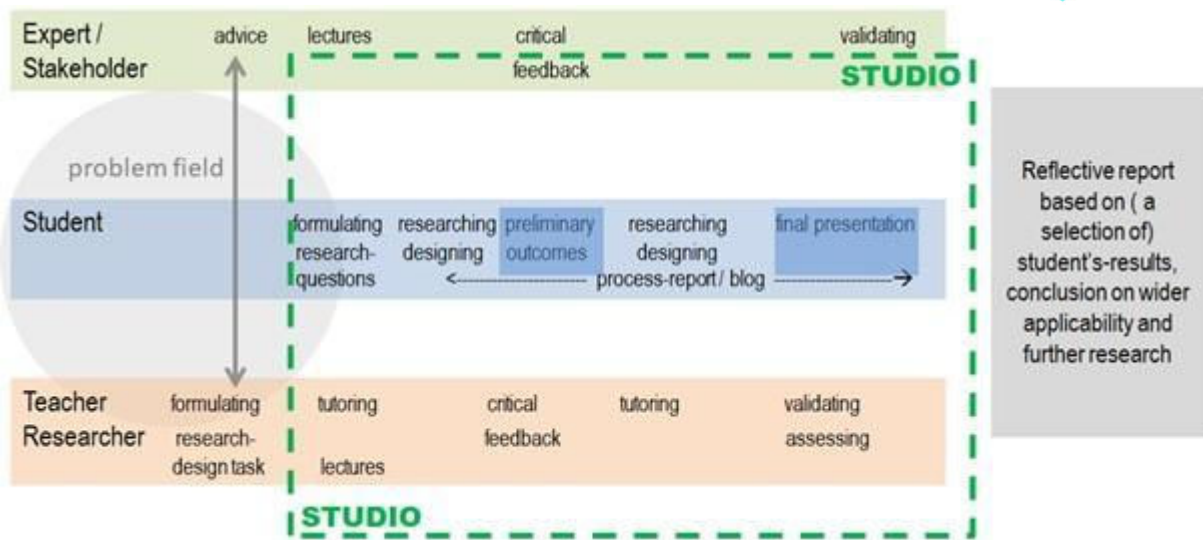 Expert / advice lectures critical validating
Stakeholder feedback STUDIO
problem field
Student formulating researching preliminary researching final presentation
research- designing outcomes designing
questions <-------------------- process-report / blog -------------------->
Teacher formulating tutoring critical tutoring validating
Researcher research- feedback assessing
design task lectures
STUDIO
Reflective report
based on ( a
selection of)
student's-results,
conclusion on wider
applicability and
further research